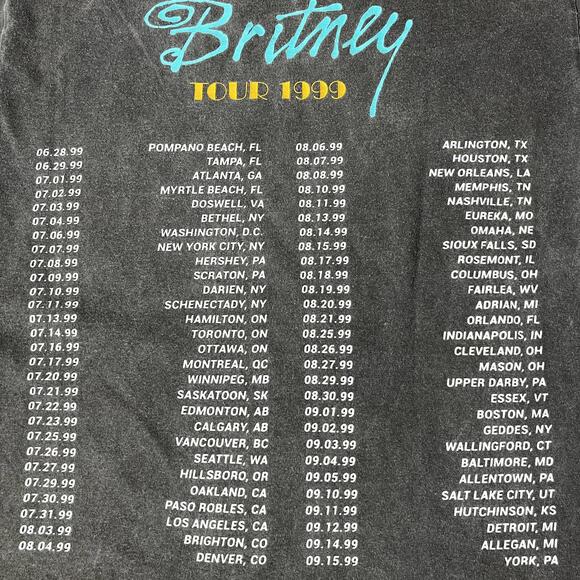 Britney
TOUR 1999
06.28.99 POMPANO BEACH, FL 08.06.99 ARLINGTON, TX
06.29.99 TAMPA, FL 08.07.99 HOUSTON, TX
07.01.99 ATLANTA, GA 08.08.99 NEW ORLEANS, LA
07.02.99 MYRTLE BEACH, FL 08.10.99 MEMPHIS, TN
07.03.99 DOSWELL, VA 08.11.99 NASHVILLE, TN
07.04.99 BETHEL, NY 08.13.99 EUREKA, MO
07.06.99 WASHINGTON, D.C. 08.14.99 OMAHA, NE
07.07.99 NEW YORK CITY, NY 08.15.99 SIOUX FALLS, SD
07.08.99 HERSHEY, PA 08.17.99 ROSEMONT, IL
07.09.99 SCRATON, PA 08.18.99 COLUMBUS, OH
07.10.99 DARIEN, NY 08.19.99 FAIRLEA, WV
07.11.99 SCHENECTADY, NY 08.20.99 ADRIAN, MI
07.13.99 HAMILTON, ON 08.21.99 ORLANDO, FL
07.14.99 TORONTO, ON 08.25.99 INDIANAPOLIS, IN
07.16.99 OTTAWA, ON 08.26.99 CLEVELAND, OH
07.17.99 MONTREAL, QC 08.27.99 MASON, OH
07.20.99 WINNIPEG, MB 08.29.99 UPPER DARBY, PA
07.21.99 SASKATOON, SK 08.30.99 ESSEX, VT
07.22.99 EDMONTON, AB 09.01.99 BOSTON, MA
07.23.99 CALGARY, AB 09.02.99 GEDDES, NY
07.25.99 VANCOUVER, BC 09.03.99 WALLINGFORD, CT
07.26.99 SEATTLE, WA 09.04.99 BALTIMORE, MD
07.27.99 HILLSBORO, OR 09.05.99 ALLENTOWN, PA
07.29.99 OAKLAND, CA 09.10.99 SALT LAKE CITY, UT
07.30.99 PASO ROBLES, CA 09.11.99 HUTCHINSON, KS
07.31.99 LOS ANGELES, CA 09.12.99 DETROIT, MI
08.03.99 BRIGHTON, CO 09.14.99 ALLEGAN, MI
08.04.99 DENVER, CO 09.15.99 YORK, PA